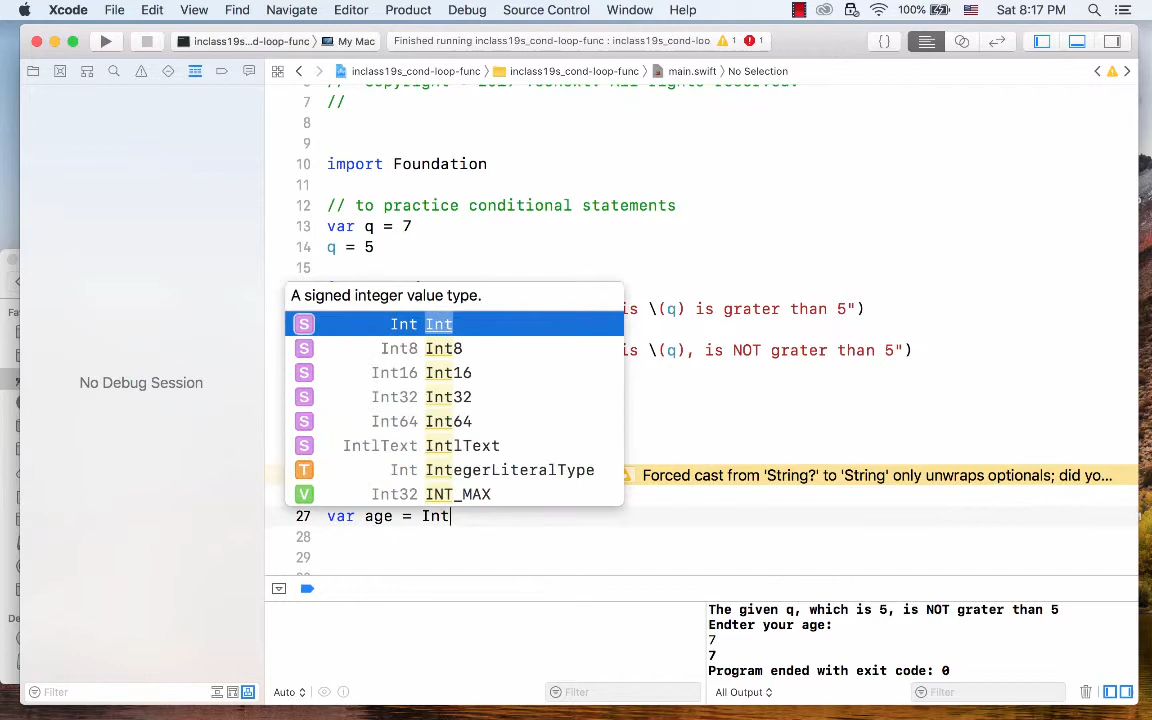 Xcode File Edit View Find Navigate Editor Product Debug Source Control Window Help 100% Sat 8:17 PM
inclass19s...d-loop-func My Mac Finished running inclass19s_cond-loop-func : inclass19s_cond-loo 1 1 {}
inclass19s_cond-loop-func inclass19s_cond-loop-func main.swift No Selection
7 //
8
9
10 import Foundation
11
12 // to practice conditional statements
13 var q = 7
14 q = 5
15
A signed integer value type.
is \(q) is grater than 5")
S Int Int
S Int8 Int8
is \(q), is NOT grater than 5")
S Int16 Int16
No Debug Session
S Int32 Int32
S Int64 Int64
S IntlText IntlText
T Int IntegerLiteralType
Forced cast from 'String?' to 'String' only unwraps optionals; did yo...
V Int32 INT_MAX
27 var age = Int
28
29
The given q, which is 5, is NOT grater than 5
Endter your age:
7
7
Program ended with exit code: 0
Filter Auto Filter All Output Filter